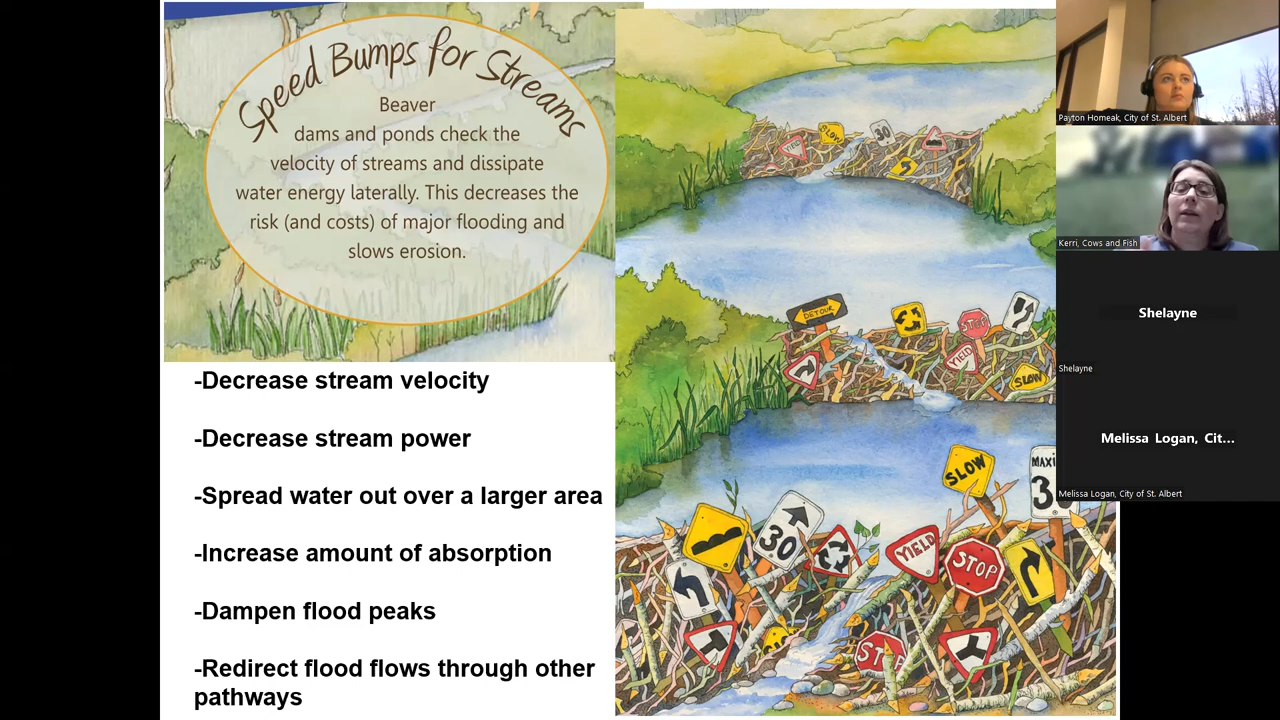 Speed Bumps for Streams
Beaver
dams and ponds check the
velocity of streams and dissipate
water energy laterally. This decreases the
risk (and costs) of major flooding and
slows erosion.
-Decrease stream velocity
-Decrease stream power
-Spread water out over a larger area
-Increase amount of absorption
-Dampen flood peaks
-Redirect flood flows through other
pathways
YIELD
SLOW
30
DETOUR
STOP
YIELD
SLOW
SLOW
MAXI
3
30
YIELD
STOP
STOP
Payton Homeak, City of St. Albert
Kerri, Cows and Fish
Shelayne
Shelayne
Melissa Logan, Cit...
Melissa Logan, City of St. Albert